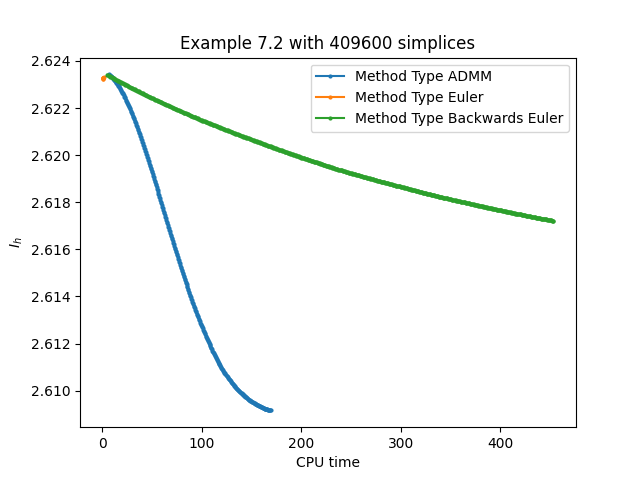 Example 7.2 with 409600 simplices
Method Type ADMM
Method Type Euler
Method Type Backwards Euler
2.624
2.622
2.620
2.618
2.616
2.614
2.612
2.610
I_h
0 100 200 300 400
CPU time